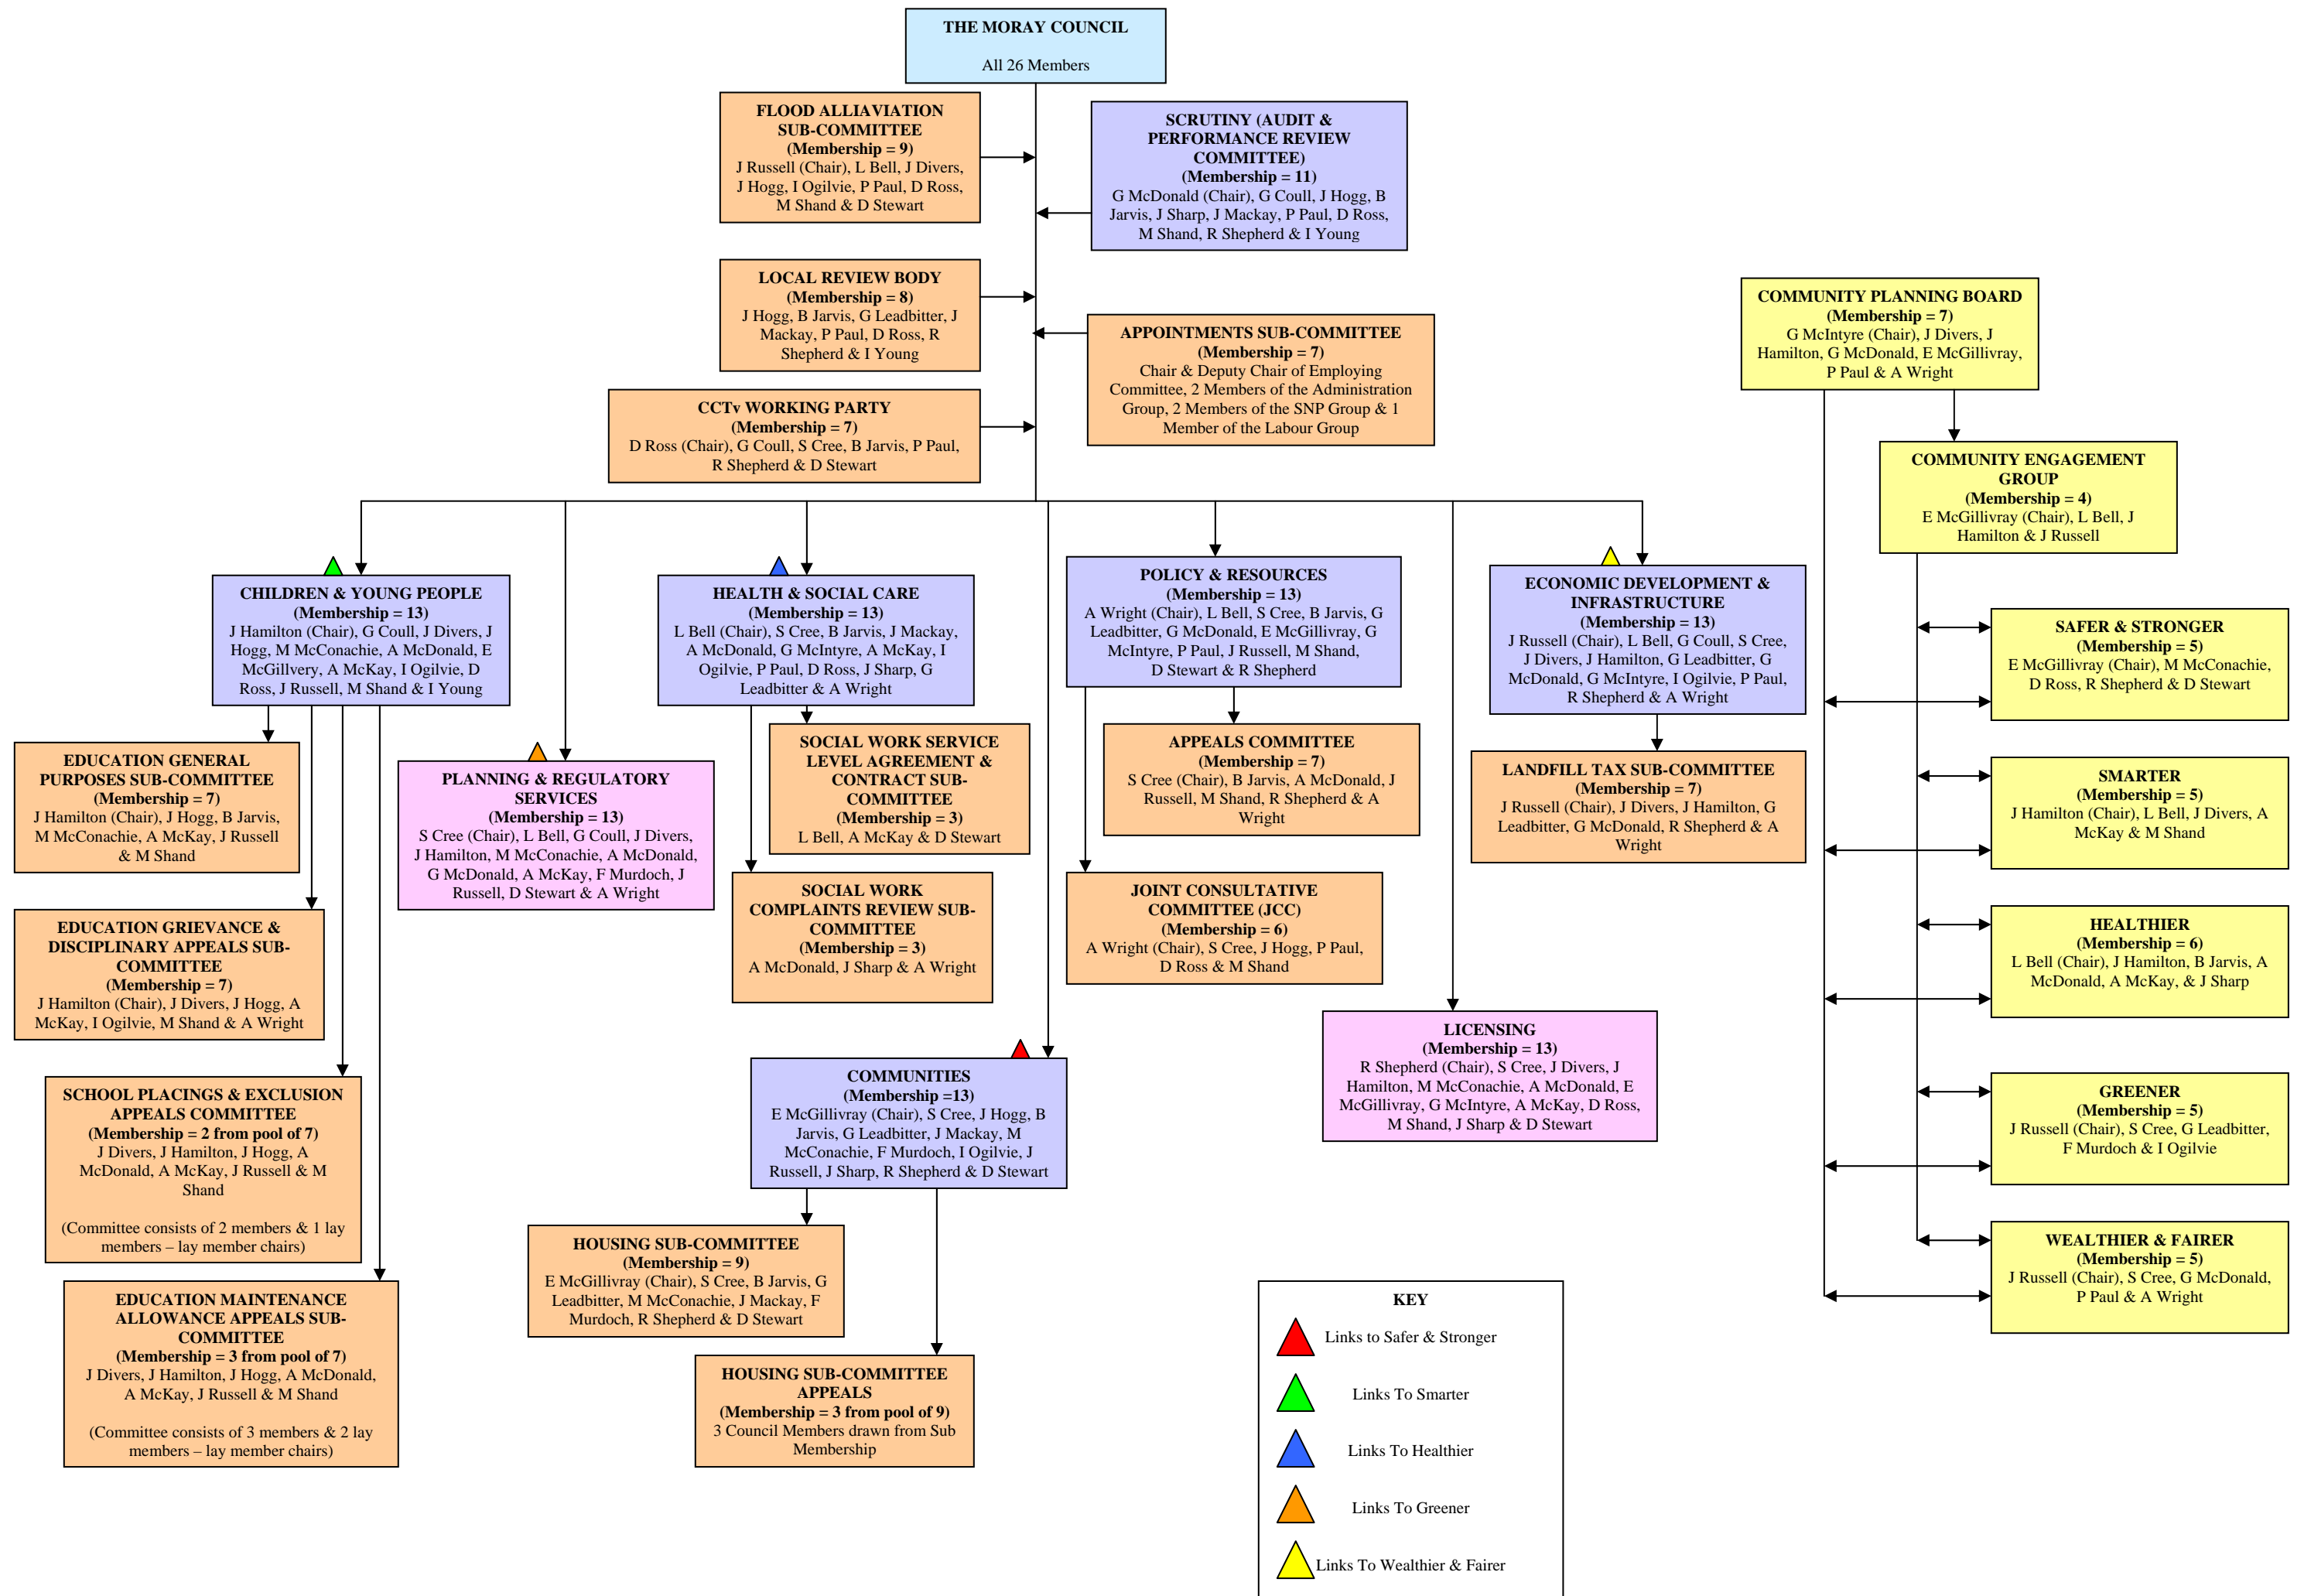 THE MORAY COUNCIL
All 26 Members
FLOOD ALLIAVIATION
SUB-COMMITTEE
(Membership = 9)
J Russell (Chair), L Bell, J Divers,
J Hogg, I Ogilvie, P Paul, D Ross,
M Shand & D Stewart
SCRUTINY (AUDIT &
PERFORMANCE REVIEW
COMMITTEE)
(Membership = 11)
G McDonald (Chair), G Coull, J Hogg, B
Jarvis, J Sharp, J Mackay, P Paul, D Ross,
M Shand, R Shepherd & I Young
LOCAL REVIEW BODY
(Membership = 8)
J Hogg, B Jarvis, G Leadbitter, J
Mackay, P Paul, D Ross, R
Shepherd & I Young
APPOINTMENTS SUB-COMMITTEE
(Membership = 7)
Chair & Deputy Chair of Employing
Committee, 2 Members of the Administration
Group, 2 Members of the SNP Group & 1
Member of the Labour Group
CCTv WORKING PARTY
(Membership = 7)
D Ross (Chair), G Coull, S Cree, B Jarvis, P Paul,
R Shepherd & D Stewart
COMMUNITY PLANNING BOARD
(Membership = 7)
G McIntyre (Chair), J Divers, J
Hamilton, G McDonald, E McGillivray,
P Paul & A Wright
COMMUNITY ENGAGEMENT
GROUP
(Membership = 4)
E McGillivray (Chair), L Bell, J
Hamilton & J Russell
CHILDREN & YOUNG PEOPLE
(Membership = 13)
J Hamilton (Chair), G Coull, J Divers, J
Hogg, M McConachie, A McDonald, E
McGillvery, A McKay, I Ogilvie, D
Ross, J Russell, M Shand & I Young
HEALTH & SOCIAL CARE
(Membership = 13)
L Bell (Chair), S Cree, B Jarvis, J Mackay,
A McDonald, G McIntyre, A McKay, I
Ogilvie, P Paul, D Ross, J Sharp, G
Leadbitter & A Wright
POLICY & RESOURCES
(Membership = 13)
A Wright (Chair), L Bell, S Cree, B Jarvis, G
Leadbitter, G McDonald, E McGillivray, G
McIntyre, P Paul, J Russell, M Shand,
D Stewart & R Shepherd
ECONOMIC DEVELOPMENT &
INFRASTRUCTURE
(Membership = 13)
J Russell (Chair), L Bell, G Coull, S Cree,
J Divers, J Hamilton, G Leadbitter, G
McDonald, G McIntyre, I Ogilvie, P Paul,
R Shepherd & A Wright
EDUCATION GENERAL
PURPOSES SUB-COMMITTEE
(Membership = 7)
J Hamilton (Chair), J Hogg, B Jarvis,
M McConachie, A McKay, J Russell
& M Shand
PLANNING & REGULATORY
SERVICES
(Membership = 13)
S Cree (Chair), L Bell, G Coull, J Divers,
J Hamilton, M McConachie, A McDonald,
G McDonald, A McKay, F Murdoch, J
Russell, D Stewart & A Wright
SOCIAL WORK SERVICE
LEVEL AGREEMENT &
CONTRACT SUB-
COMMITTEE
(Membership = 3)
L Bell, A McKay & D Stewart
APPEALS COMMITTEE
(Membership = 7)
S Cree (Chair), B Jarvis, A McDonald, J
Russell, M Shand, R Shepherd & A
Wright
LANDFILL TAX SUB-COMMITTEE
(Membership = 7)
J Russell (Chair), J Divers, J Hamilton, G
Leadbitter, G McDonald, R Shepherd & A
Wright
EDUCATION GRIEVANCE &
DISCIPLINARY APPEALS SUB-
COMMITTEE
(Membership = 7)
J Hamilton (Chair), J Divers, J Hogg, A
McKay, I Ogilvie, M Shand & A Wright
SOCIAL WORK
COMPLAINTS REVIEW SUB-
COMMITTEE
(Membership = 3)
A McDonald, J Sharp & A Wright
JOINT CONSULTATIVE
COMMITTEE (JCC)
(Membership = 6)
A Wright (Chair), S Cree, J Hogg, P Paul,
D Ross & M Shand
SCHOOL PLACINGS & EXCLUSION
APPEALS COMMITTEE
(Membership = 2 from pool of 7)
J Divers, J Hamilton, J Hogg, A
McDonald, A McKay, J Russell & M
Shand
(Committee consists of 2 members & 1 lay
members – lay member chairs)
COMMUNITIES
(Membership =13)
E McGillivray (Chair), S Cree, J Hogg, B
Jarvis, G Leadbitter, J Mackay, M
McConachie, F Murdoch, I Ogilvie, J
Russell, J Sharp, R Shepherd & D Stewart
LICENSING
(Membership = 13)
R Shepherd (Chair), S Cree, J Divers, J
Hamilton, M McConachie, A McDonald, E
McGillivray, G McIntyre, A McKay, D Ross,
M Shand, J Sharp & D Stewart
EDUCATION MAINTENANCE
ALLOWANCE APPEALS SUB-
COMMITTEE
(Membership = 3 from pool of 7)
J Divers, J Hamilton, J Hogg, A McDonald,
A McKay, J Russell & M Shand
(Committee consists of 3 members & 2 lay
members – lay member chairs)
HOUSING SUB-COMMITTEE
(Membership = 9)
E McGillivray (Chair), S Cree, B Jarvis, G
Leadbitter, M McConachie, J Mackay, F
Murdoch, R Shepherd & D Stewart
HOUSING SUB-COMMITTEE
APPEALS
(Membership = 3 from pool of 9)
3 Council Members drawn from Sub
Membership
SAFER & STRONGER
(Membership = 5)
E McGillivray (Chair), M McConachie,
D Ross, R Shepherd & D Stewart
SMARTER
(Membership = 5)
J Hamilton (Chair), L Bell, J Divers, A
McKay & M Shand
HEALTHIER
(Membership = 6)
L Bell (Chair), J Hamilton, B Jarvis, A
McDonald, A McKay, & J Sharp
GREENER
(Membership = 5)
J Russell (Chair), S Cree, G Leadbitter,
F Murdoch & I Ogilvie
WEALTHIER & FAIRER
(Membership = 5)
J Russell (Chair), S Cree, G McDonald,
P Paul & A Wright
KEY
Links to Safer & Stronger
Links To Smarter
Links To Healthier
Links To Greener
Links To Wealthier & Fairer